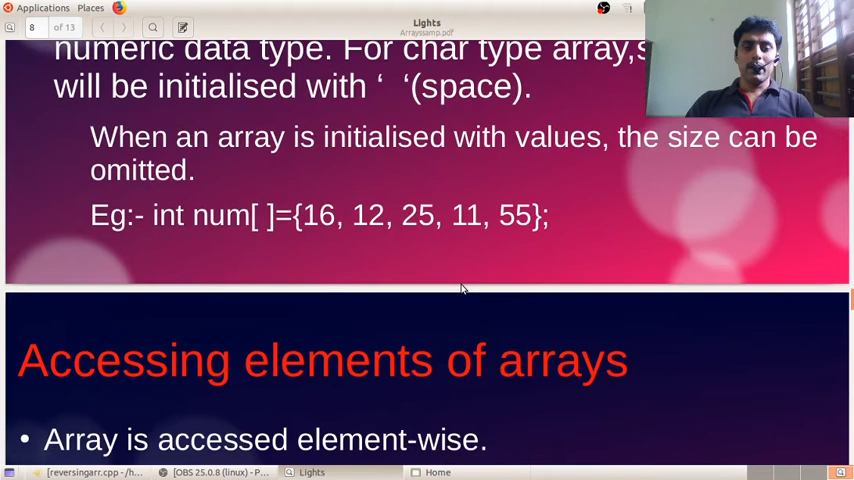 Applications Places
8 of 13
Lights
Arrayssamp.pdf
numeric data type. For char type array,s
will be initialised with ‘ ‘(space).
When an array is initialised with values, the size can be
omitted.
Eg:- int num[ ]={16, 12, 25, 11, 55};
Accessing elements of arrays
• Array is accessed element-wise.
[reversingarr.cpp - /h... [OBS 25.0.8 (linux) - P... Lights Home